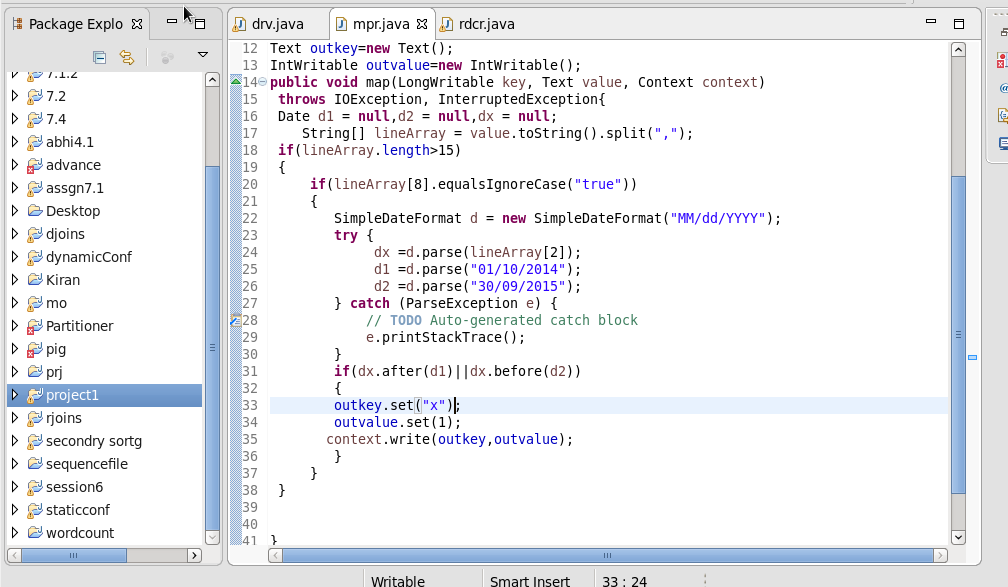 Package Explo
7.1.2
7.2
7.4
abhi4.1
advance
assgn7.1
Desktop
djoins
dynamicConf
Kiran
mo
Partitioner
pig
prj
project1
rjoins
secondry sortg
sequencefile
session6
staticconf
wordcount
drv.java mpr.java rdcr.java
12 Text outkey=new Text();
13 IntWritable outvalue=new IntWritable();
14 public void map(LongWritable key, Text value, Context context)
15 throws IOException, InterruptedException{
16 Date d1 = null,d2 = null,dx = null;
17 String[] lineArray = value.toString().split(",");
18 if(lineArray.length>15)
19 {
20 if(lineArray[8].equalsIgnoreCase("true"))
21 {
22 SimpleDateFormat d = new SimpleDateFormat("MM/dd/YYYY");
23 try {
24 dx =d.parse(lineArray[2]);
25 d1 =d.parse("01/10/2014");
26 d2 =d.parse("30/09/2015");
27 } catch (ParseException e) {
28 // TODO Auto-generated catch block
29 e.printStackTrace();
30 }
31 if(dx.after(d1)||dx.before(d2))
32 {
33 outkey.set("x");
34 outvalue.set(1);
35 context.write(outkey,outvalue);
36 }
37 }
38 }
39
40
41 }
Writable Smart Insert 33 : 24